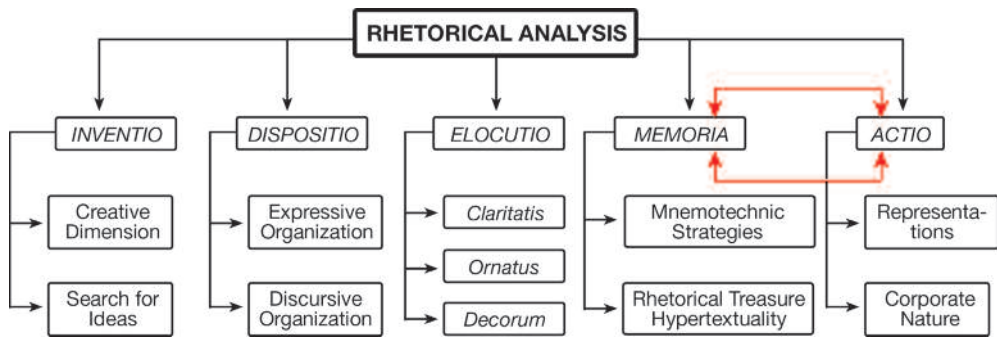 RHETORICAL ANALYSIS
INVENTIO
DISPOSITIO
ELOCUTIO
MEMORIA
ACTIO
Creative
Dimension
Search for
Ideas
Expressive
Organization
Discursive
Organization
Claritatis
Ornatus
Decorum
Mnemotechnic
Strategies
Rhetorical Treasure
Hypertextuality
Representa-
tions
Corporate
Nature